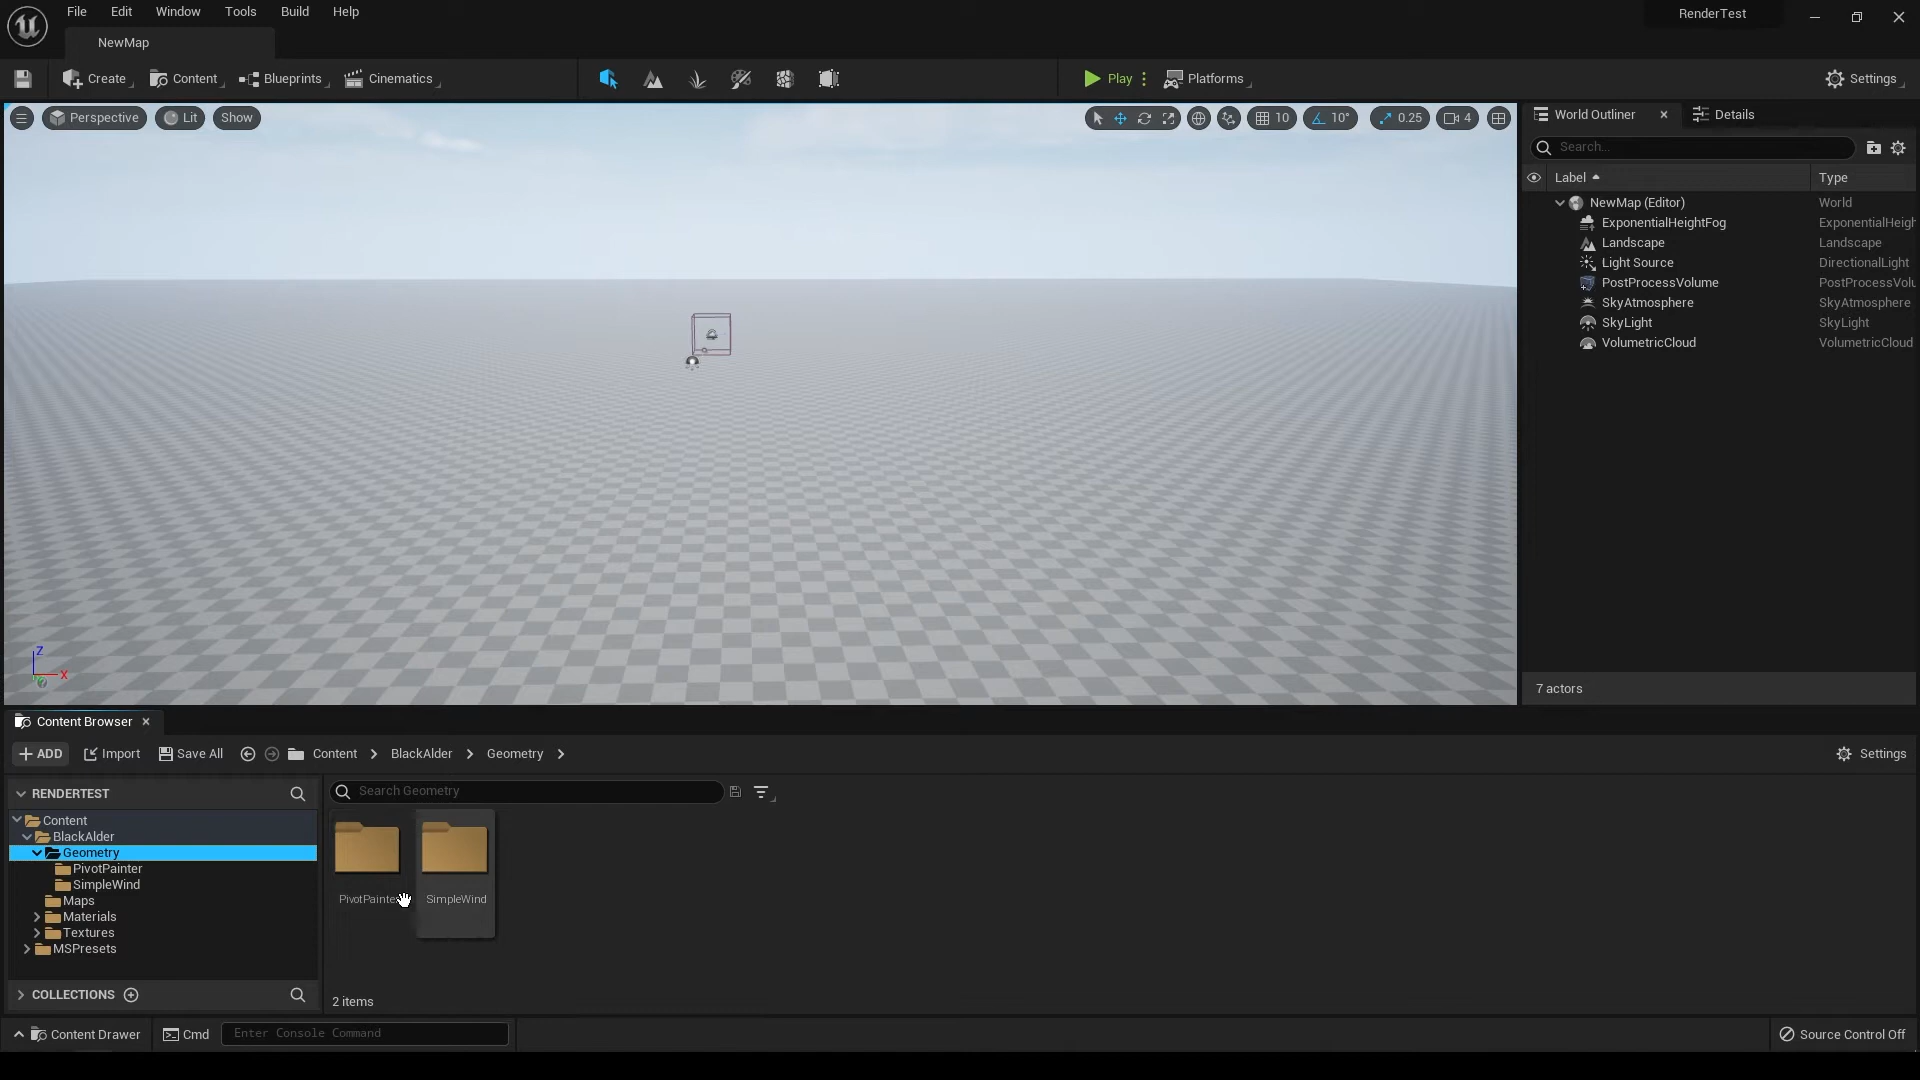 File Edit Window Tools Build Help
RenderTest
NewMap
Create Content Blueprints Cinematics
Play Platforms
Settings
Perspective Lit Show
10 10° 0.25 4
World Outliner Details
Search...
Label Type
NewMap (Editor) World
ExponentialHeightFog ExponentialHeigh
Landscape Landscape
Light Source DirectionalLight
PostProcessVolume PostProcessVolu
SkyAtmosphere SkyAtmosphere
SkyLight SkyLight
VolumetricCloud VolumetricCloud
Z
X
7 actors
Content Browser
ADD Import Save All Content BlackAlder Geometry
Settings
RENDERTEST
Search Geometry
Content
BlackAlder
Geometry
PivotPainter
SimpleWind
Maps
Materials
Textures
MSPresets
PivotPainte SimpleWind
COLLECTIONS
2 items
Content Drawer Cmd Enter Console Command
Source Control Off